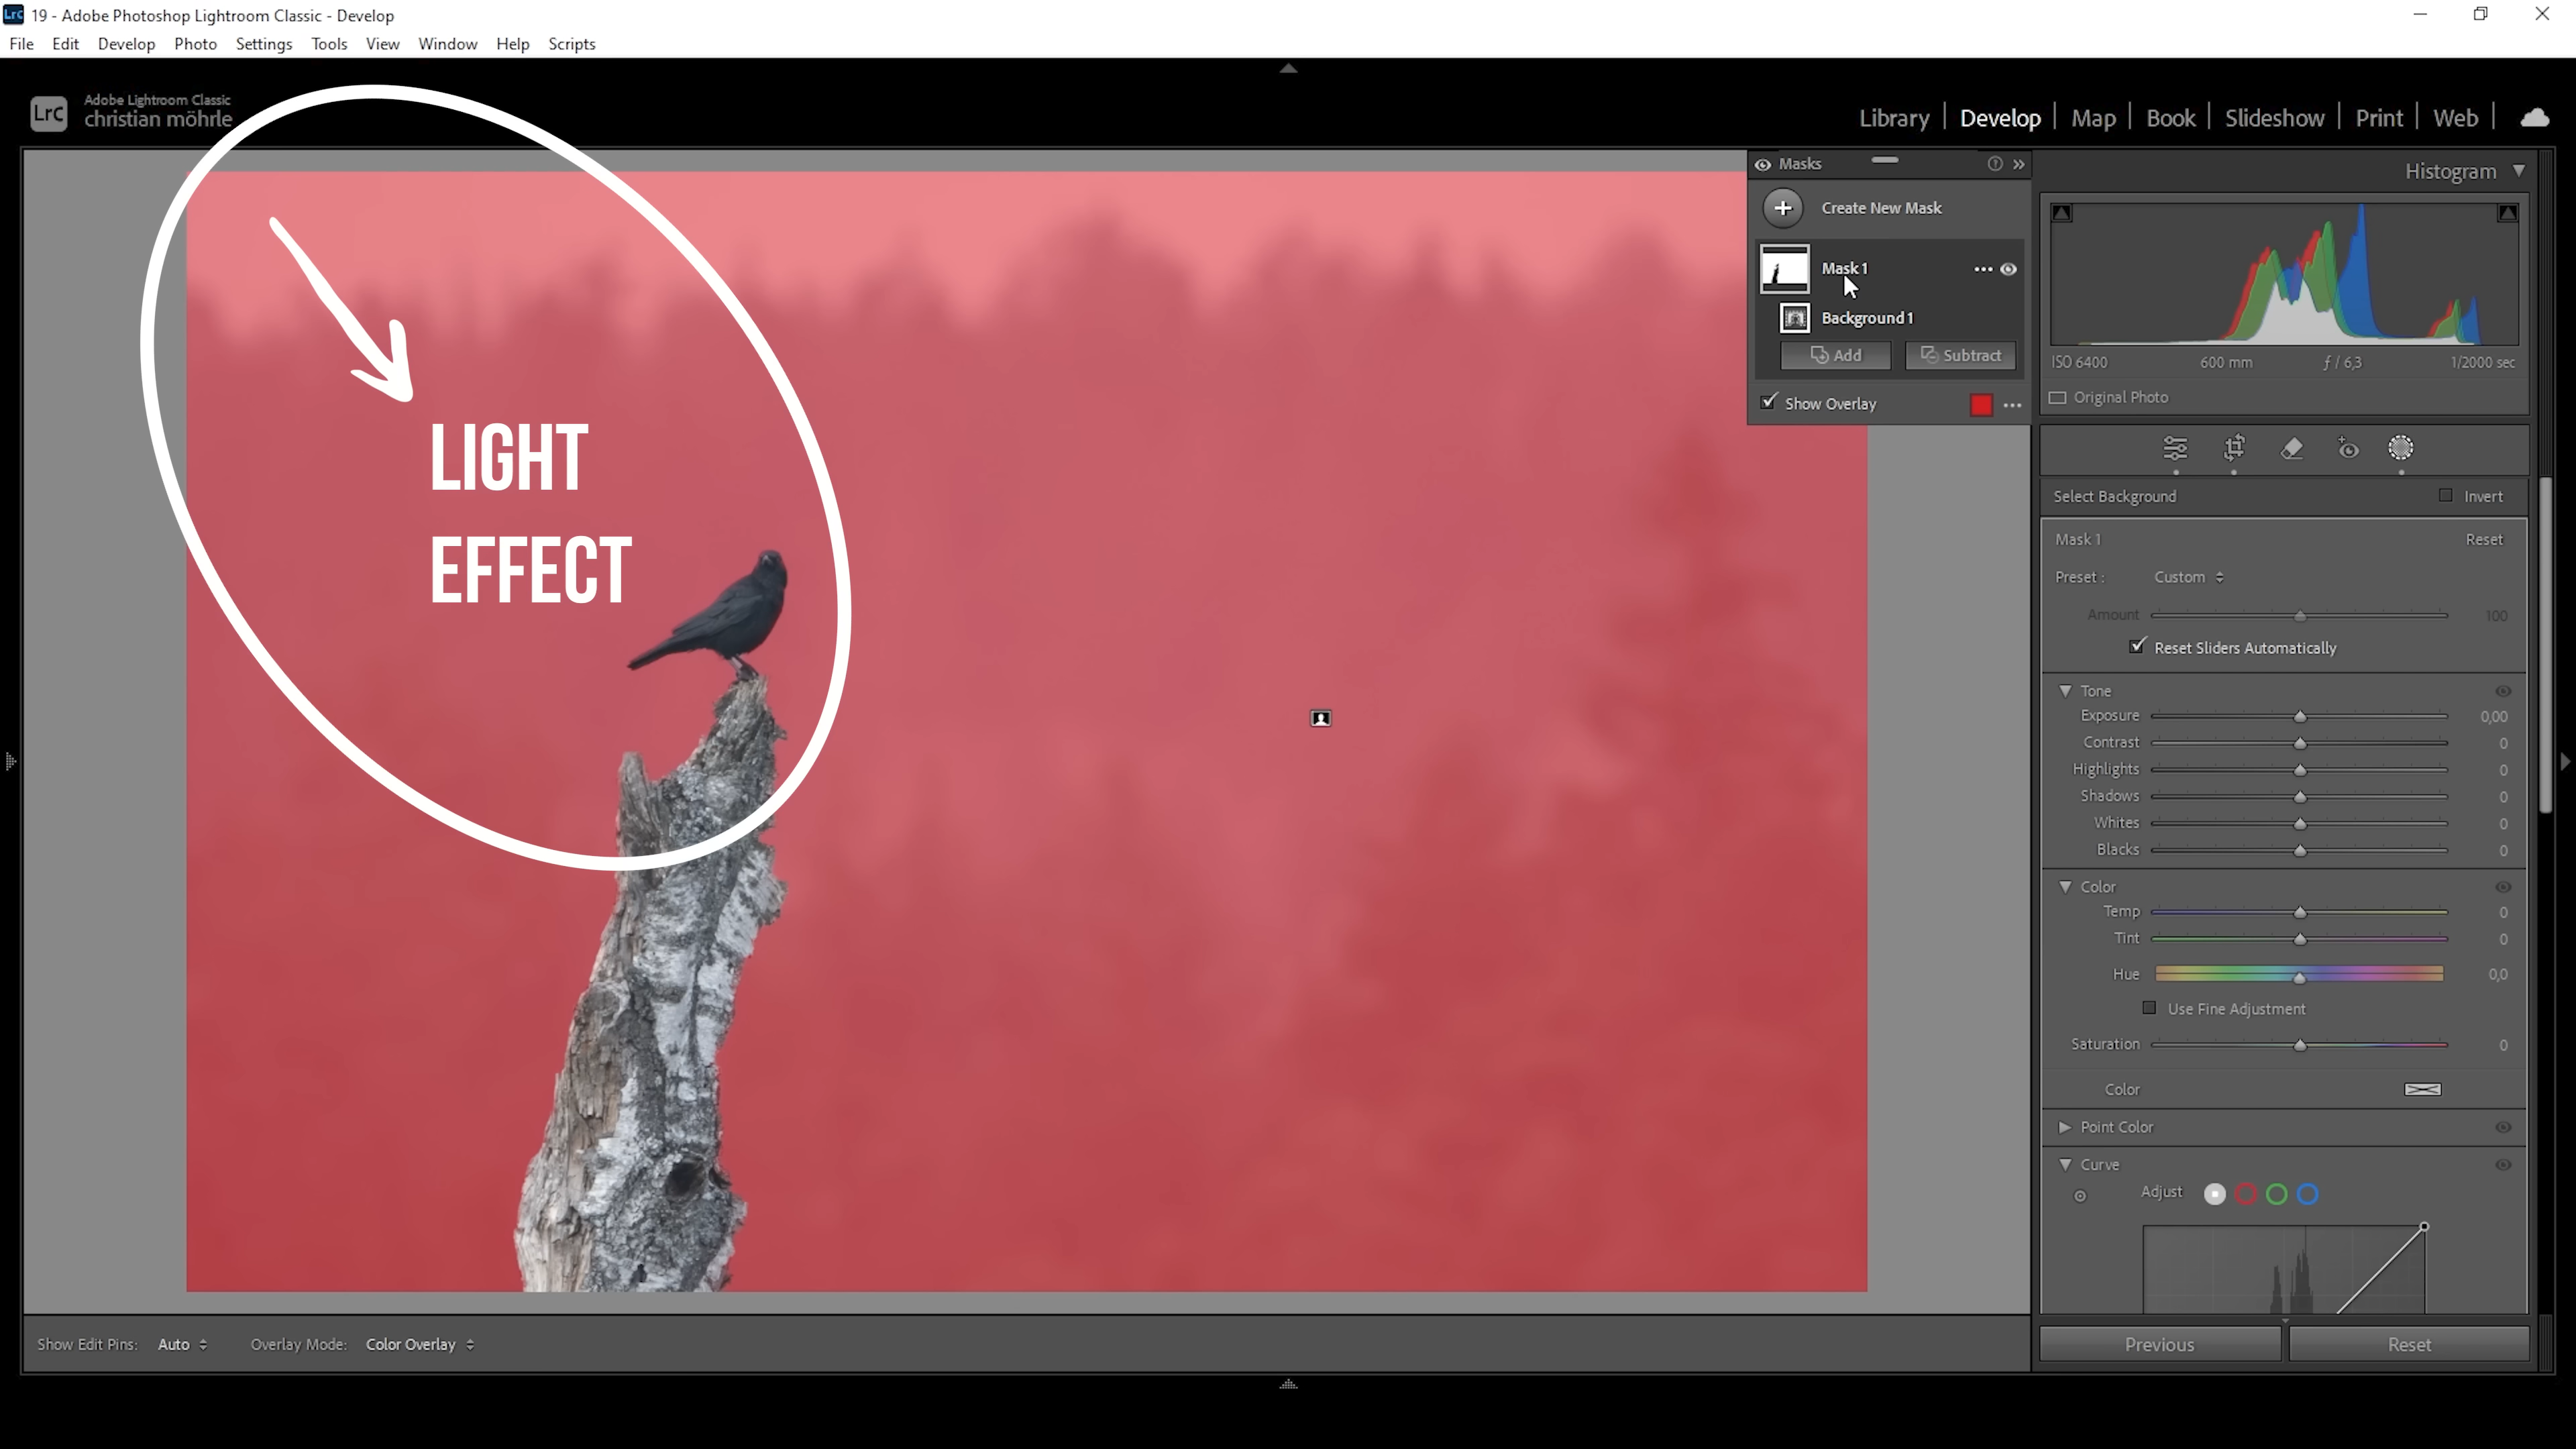 Lrc 19 - Adobe Photoshop Lightroom Classic - Develop
File Edit Develop Photo Settings Tools View Window Help Scripts
Lrc Adobe Lightroom Classic
christian möhrle
Library | Develop | Map | Book | Slideshow | Print | Web |
LIGHT
EFFECT
Masks
Create New Mask
Mask 1
Background 1
Add Subtract
Show Overlay
Histogram
ISO 6400 600 mm ƒ / 6,3 1/2000 sec
Original Photo
Select Background Invert
Mask 1 Reset
Preset : Custom
Amount 100
Reset Sliders Automatically
Tone
Exposure 0,00
Contrast 0
Highlights 0
Shadows 0
Whites 0
Blacks 0
Color
Temp 0
Tint 0
Hue 0,0
Use Fine Adjustment
Saturation 0
Color
Point Color
Curve
Adjust
Previous Reset
Show Edit Pins: Auto Overlay Mode: Color Overlay